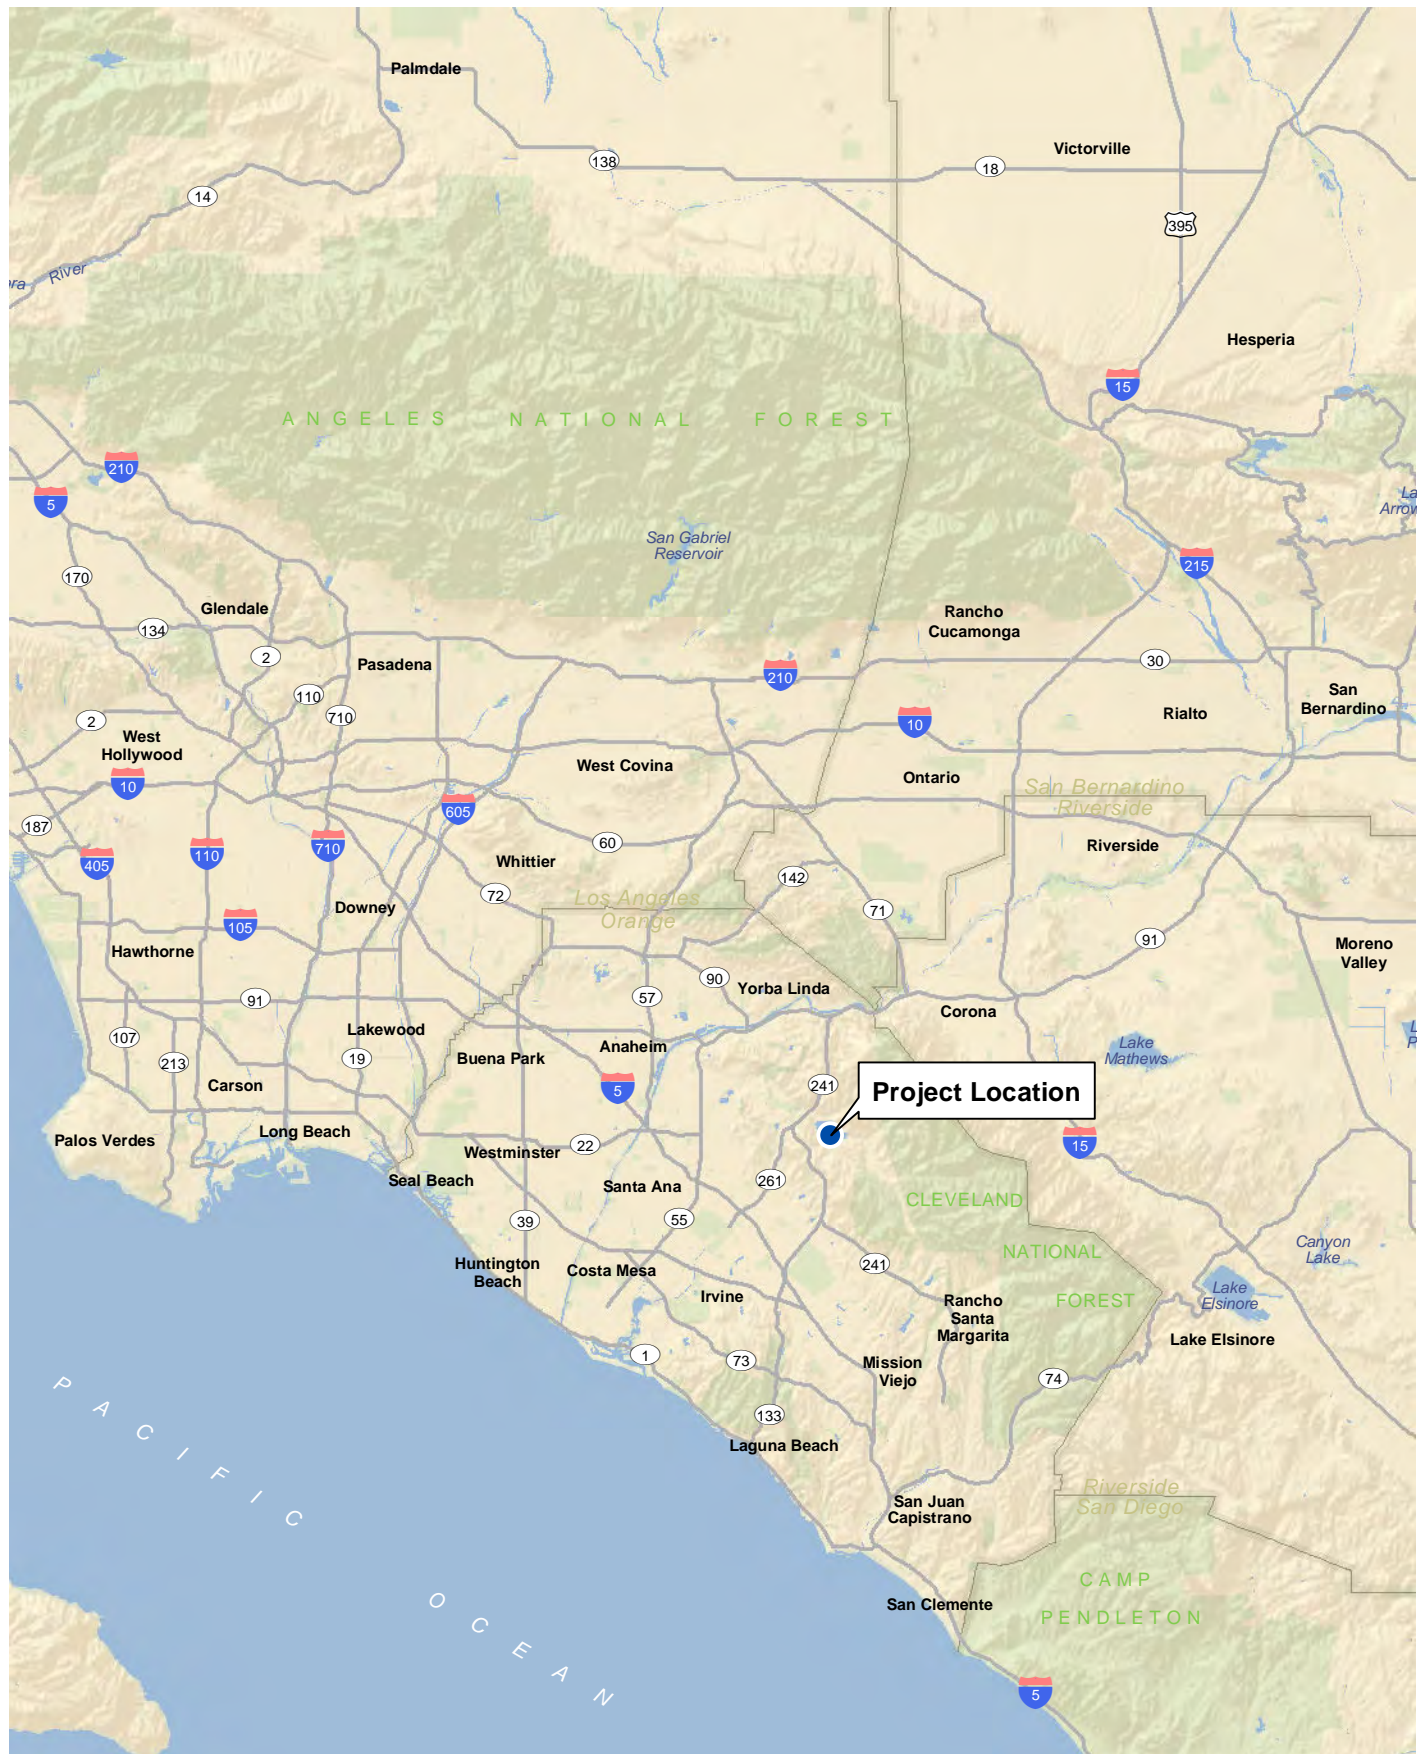 Palmdale
Victorville
138
18
14
395
River
Hesperia
15
ANGELES NATIONAL FOREST
210
5
San Gabriel
Reservoir
170
215
Glendale
Rancho
Cucamonga
134
2
Pasadena
210
30
110
710
San
Bernardino
2
10
Rialto
West
Hollywood
West Covina
Ontario
10
San Bernardino
Riverside
605
187
60
Riverside
405
110
710
Whittier
142
72
Los Angeles
Orange
Downey
71
105
91
Hawthorne
Moreno
Valley
90
Yorba Linda
57
91
Corona
107
Lakewood
Anaheim
Lake
Mathews
213
19
Buena Park
Carson
5
241
Project Location
Palos Verdes
Long Beach
22
Westminster
15
Seal Beach
Santa Ana
261
CLEVELAND
39
55
NATIONAL
Canyon
Lake
Huntington
Beach
Costa Mesa
241
Irvine
Rancho
Santa
Margarita
FOREST
Lake
Elsinore
Lake Elsinore
1
73
Mission
Viejo
74
133
Laguna Beach
PACIFIC
OCEAN
Riverside
San Diego
San Juan
Capistrano
CAMP
PENDLETON
San Clemente
5